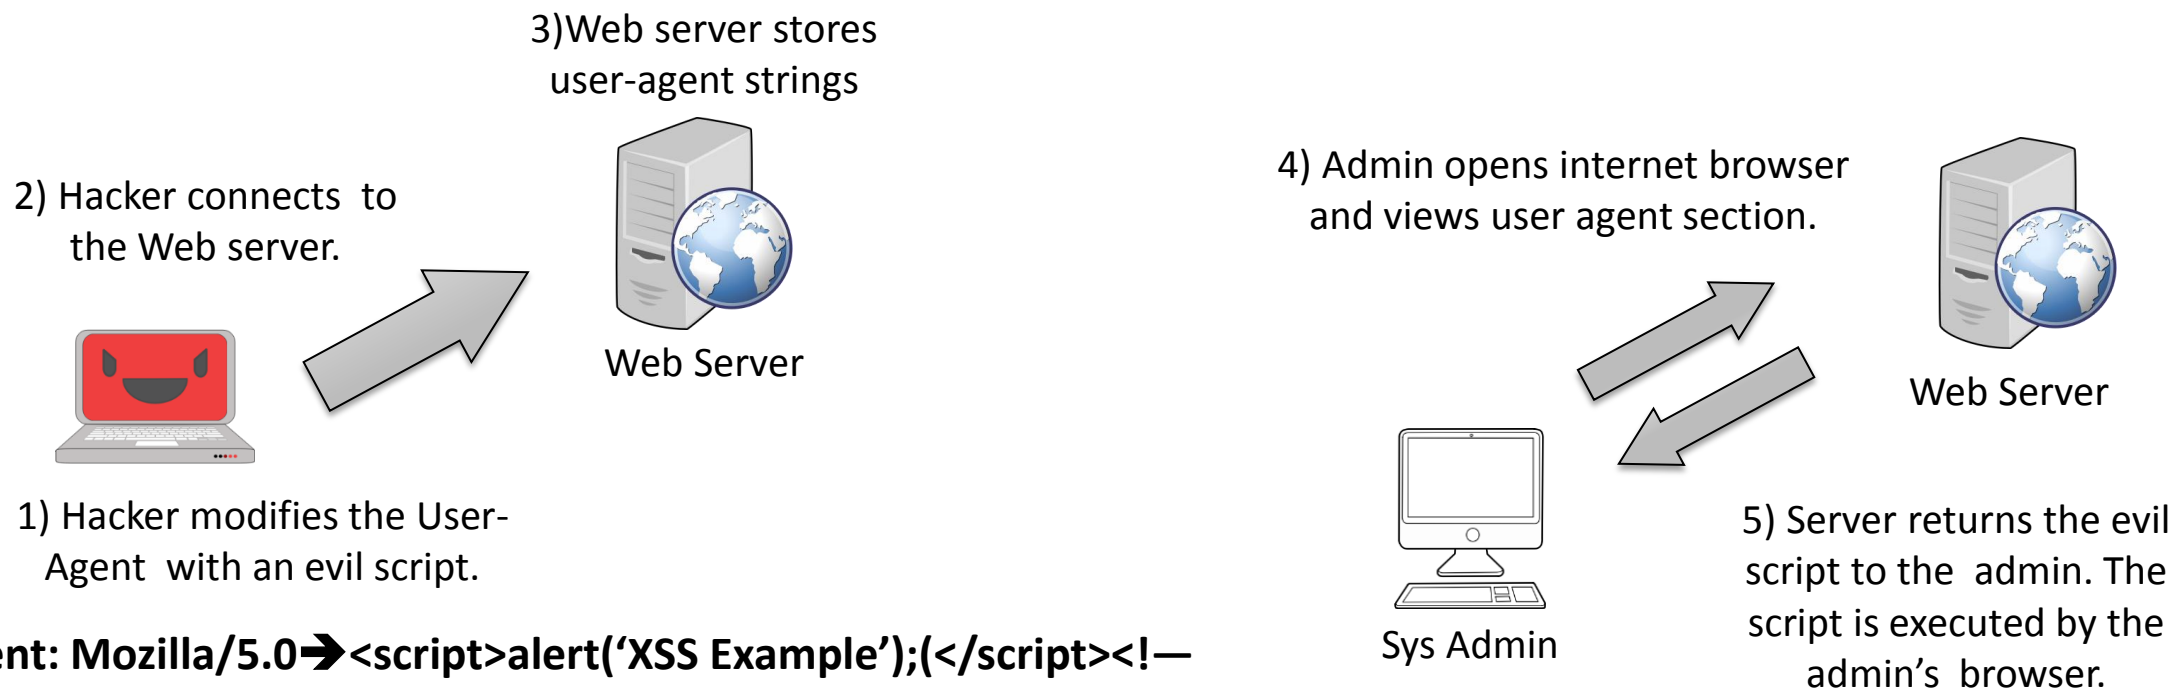 3)Web server stores
user-agent strings
2) Hacker connects to
the Web server.
Web Server
1) Hacker modifies the User-
Agent with an evil script.
ent: Mozilla/5.0🡺<script>alert(‘XSS Example’);(</script><!—
4) Admin opens internet browser
and views user agent section.
Web Server
Sys Admin
5) Server returns the evil
script to the admin. The
script is executed by the
admin’s browser.